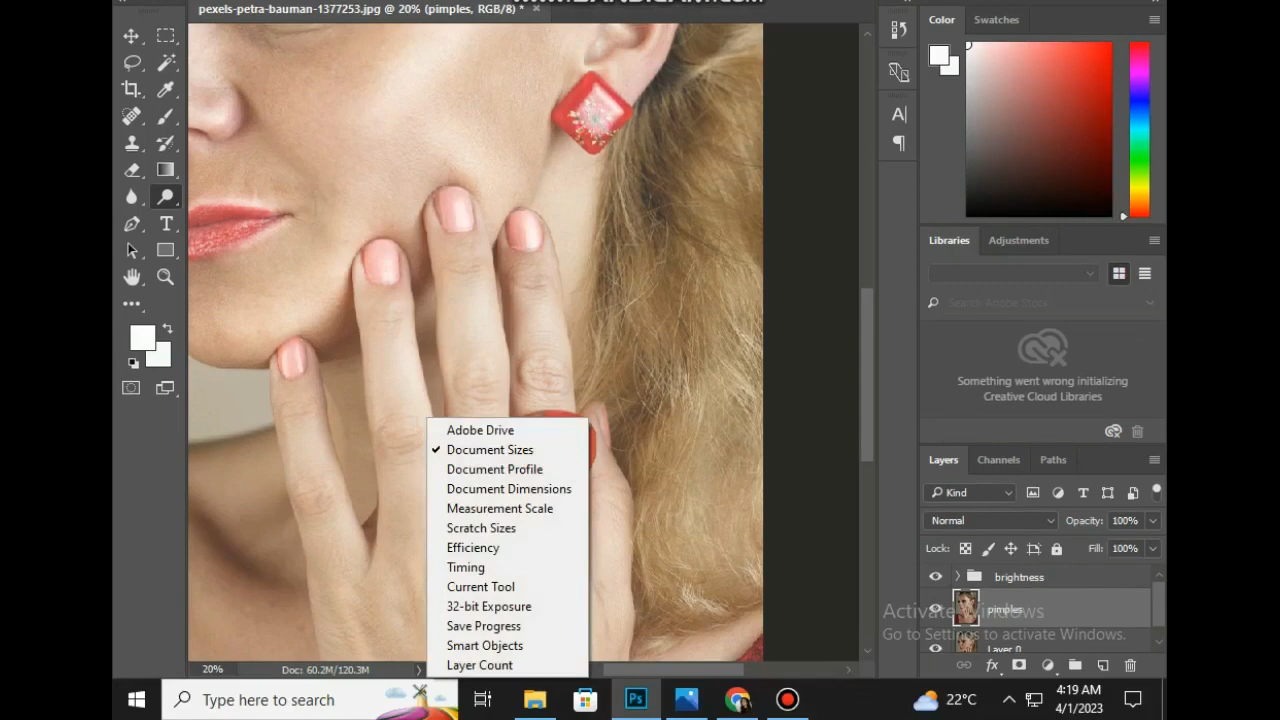 pexels-petra-bauman-1377253.jpg @ 20% (pimples, RGB/8) *
Color
Swatches
Libraries
Adjustments
Search Adobe Stock
Something went wrong initializing
Creative Cloud Libraries
Adobe Drive
Document Sizes
Document Profile
Document Dimensions
Measurement Scale
Scratch Sizes
Efficiency
Timing
Current Tool
32-bit Exposure
Save Progress
Smart Objects
Layer Count
Layers
Channels
Paths
Kind
Normal
Opacity: 100%
Lock:
Fill: 100%
brightness
pimples
Layer 0
Activate Windows
Go to Settings to activate Windows.
20%
Doc: 60.2M/120.3M
Type here to search
Ps
22°C
4:19 AM
4/1/2023